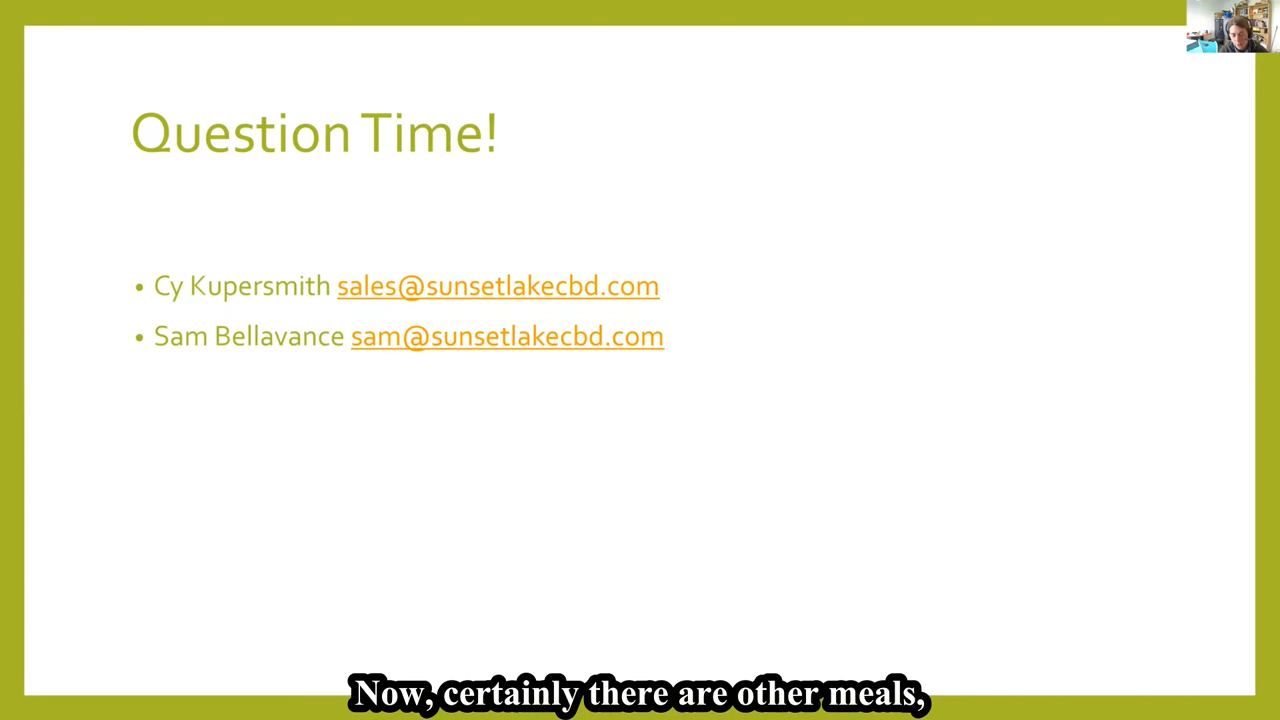 Question Time!
• Cy Kupersmith sales@sunsetlakecbd.com
• Sam Bellavance sam@sunsetlakecbd.com
Now, certainly there are other meals,